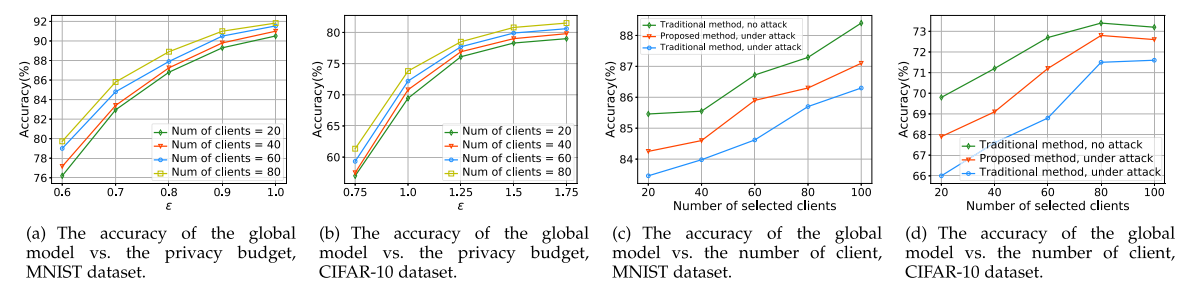 92
90
88
86
84
82
80
78
76
0.6
0.7
0.8
0.9
1.0
Accuracy(%)
ε
Num of clients = 20
Num of clients = 40
Num of clients = 60
Num of clients = 80
80
75
70
65
60
0.75
1.0
1.25
1.5
1.75
Accuracy(%)
ε
Num of clients = 20
Num of clients = 40
Num of clients = 60
Num of clients = 80
88
87
86
85
84
20
40
60
80
100
Accuracy(%)
Number of selected clients
Traditional method, no attack
Proposed method, under attack
Traditional method, under attack
73
72
71
70
69
68
67
66
20
40
60
80
100
Accuracy(%)
Number of selected clients
Traditional method, no attack
Proposed method, under attack
Traditional method, under attack
(a) The accuracy of the global
model vs. the privacy budget,
MNIST dataset.
(b) The accuracy of the global
model vs. the privacy budget,
CIFAR-10 dataset.
(c) The accuracy of the global
model vs. the number of client,
MNIST dataset.
(d) The accuracy of the global
model vs. the number of client,
CIFAR-10 dataset.